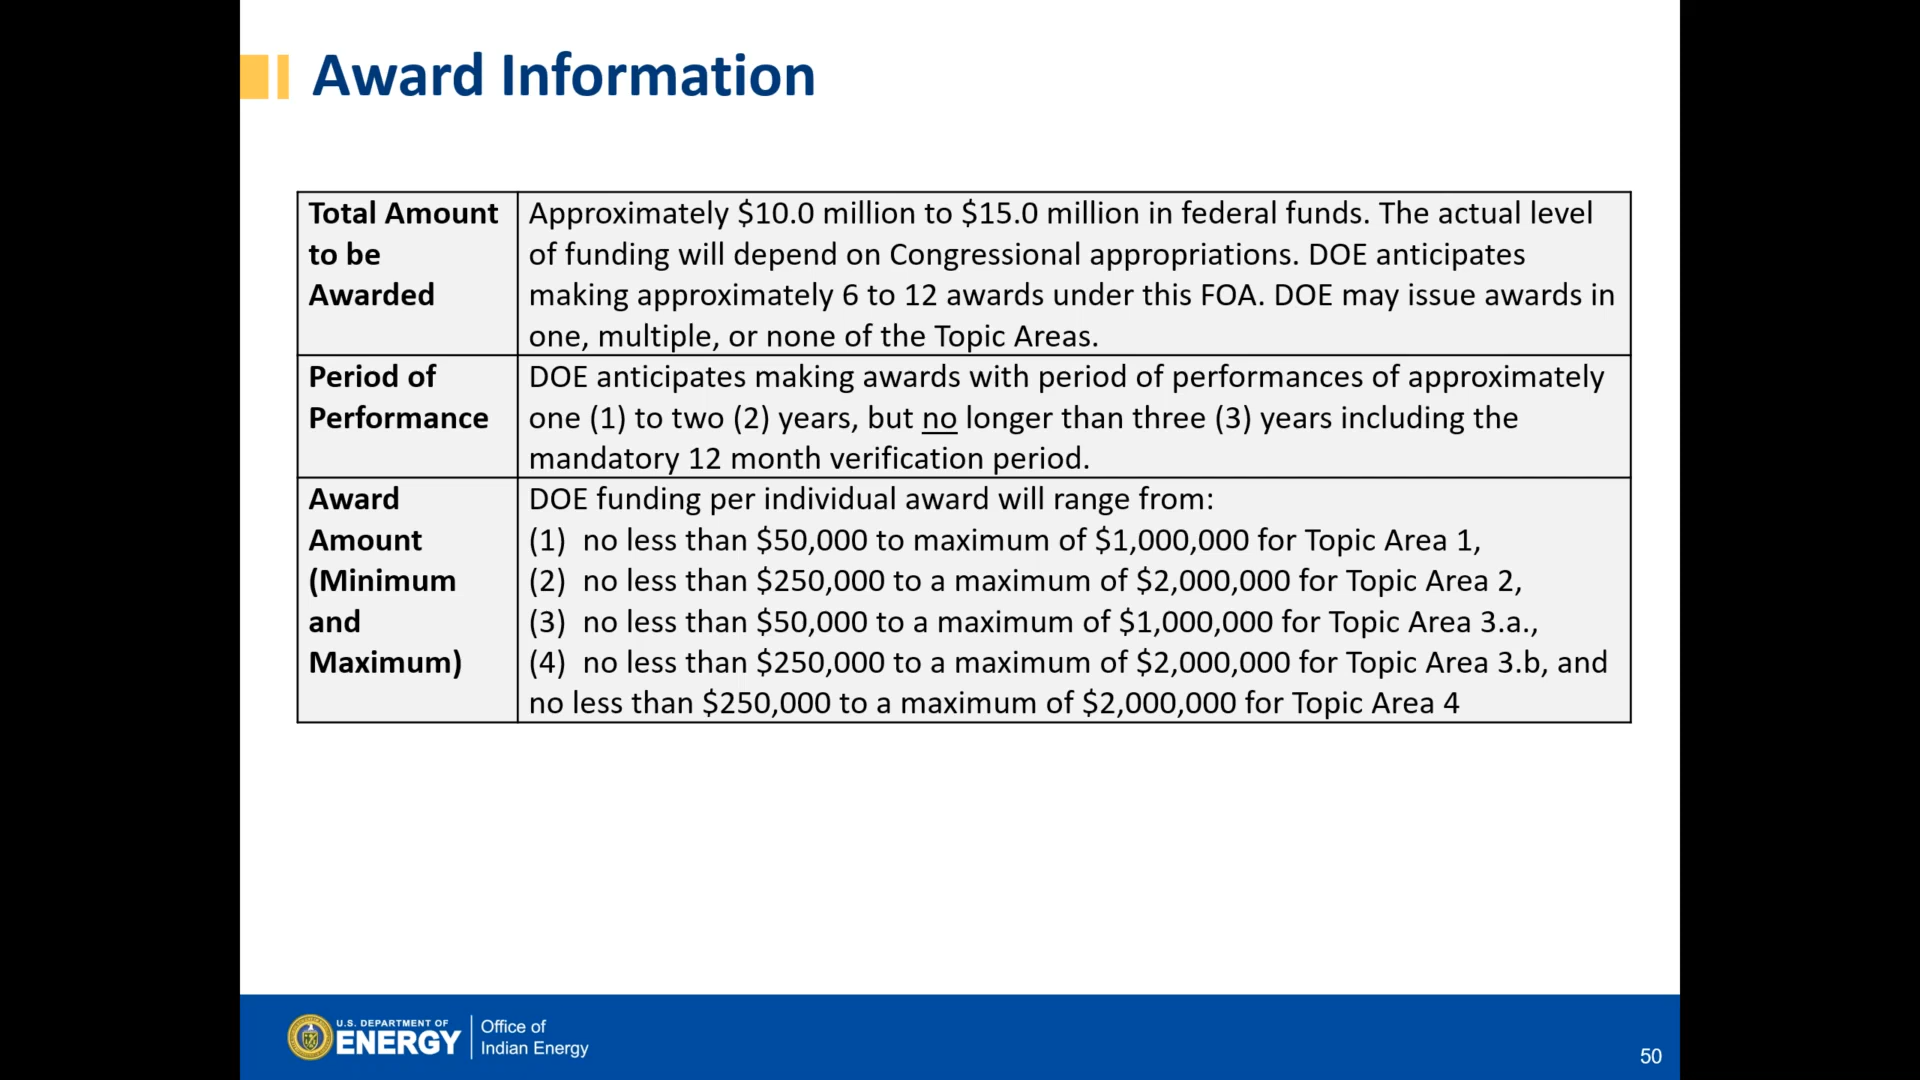 Award Information
Total Amount
to be
Awarded
Approximately $10.0 million to $15.0 million in federal funds. The actual level
of funding will depend on Congressional appropriations. DOE anticipates
making approximately 6 to 12 awards under this FOA. DOE may issue awards in
one, multiple, or none of the Topic Areas.
Period of
Performance
DOE anticipates making awards with period of performances of approximately
one (1) to two (2) years, but no longer than three (3) years including the
mandatory 12 month verification period.
Award
Amount
(Minimum
and
Maximum)
DOE funding per individual award will range from:
(1) no less than $50,000 to maximum of $1,000,000 for Topic Area 1,
(2) no less than $250,000 to a maximum of $2,000,000 for Topic Area 2,
(3) no less than $50,000 to a maximum of $1,000,000 for Topic Area 3.a.,
(4) no less than $250,000 to a maximum of $2,000,000 for Topic Area 3.b, and
no less than $250,000 to a maximum of $2,000,000 for Topic Area 4
U.S. DEPARTMENT OF
ENERGY
Office of
Indian Energy
50